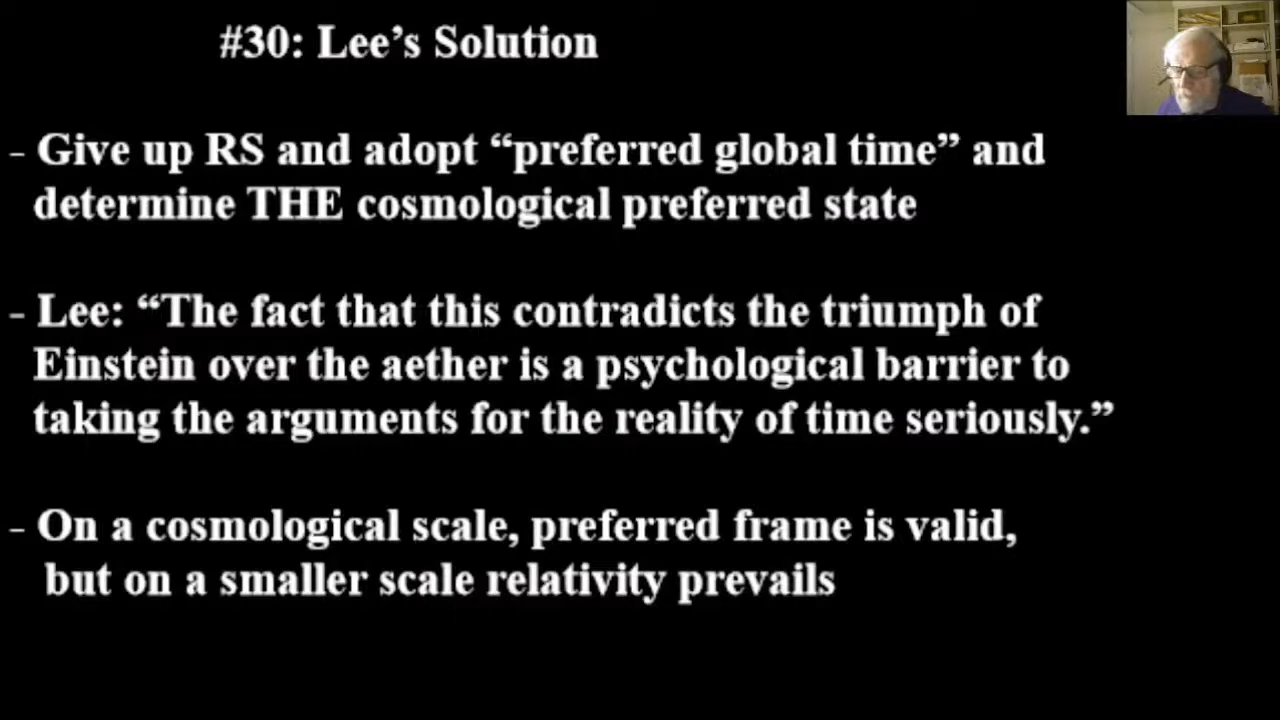 #30: Lee’s Solution
- Give up RS and adopt “preferred global time” and
determine THE cosmological preferred state
- Lee: “The fact that this contradicts the triumph of
Einstein over the aether is a psychological barrier to
taking the arguments for the reality of time seriously.”
- On a cosmological scale, preferred frame is valid,
but on a smaller scale relativity prevails